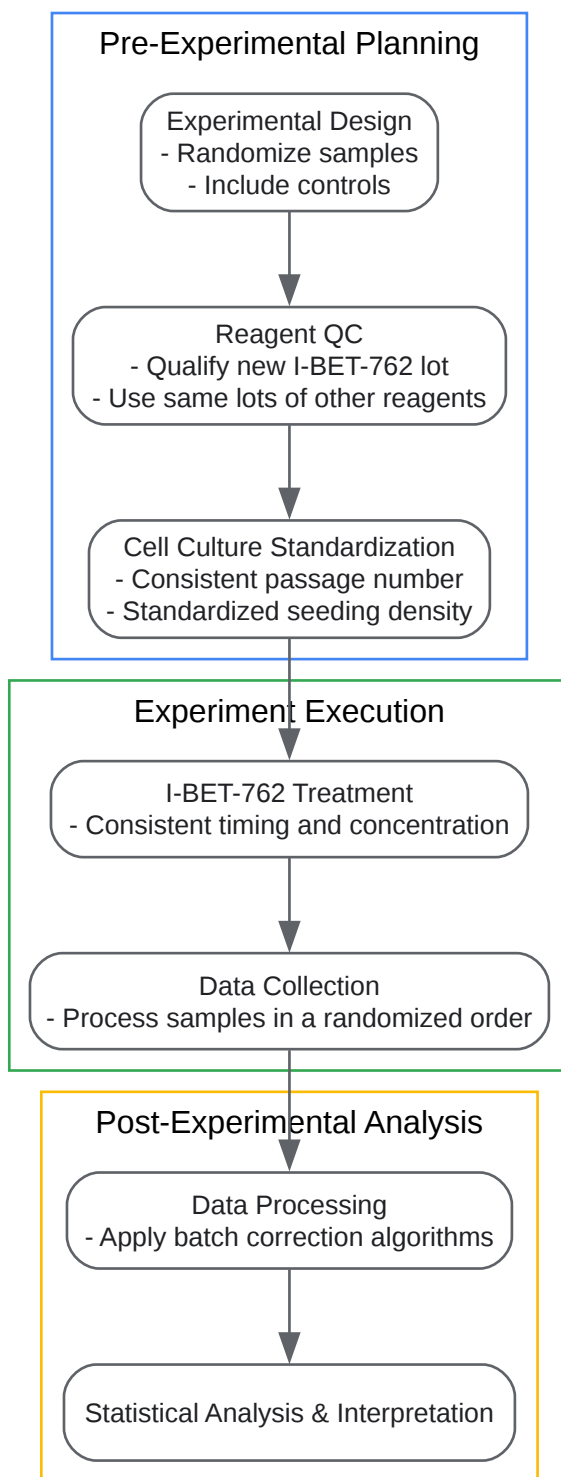 Pre-Experimental Planning
Experimental Design
- Randomize samples
- Include controls
Reagent QC
- Qualify new I-BET-762 lot
- Use same lots of other reagents
Cell Culture Standardization
- Consistent passage number
- Standardized seeding density
Experiment Execution
I-BET-762 Treatment
- Consistent timing and concentration
Data Collection
- Process samples in a randomized order
Post-Experimental Analysis
Data Processing
- Apply batch correction algorithms
Statistical Analysis & Interpretation